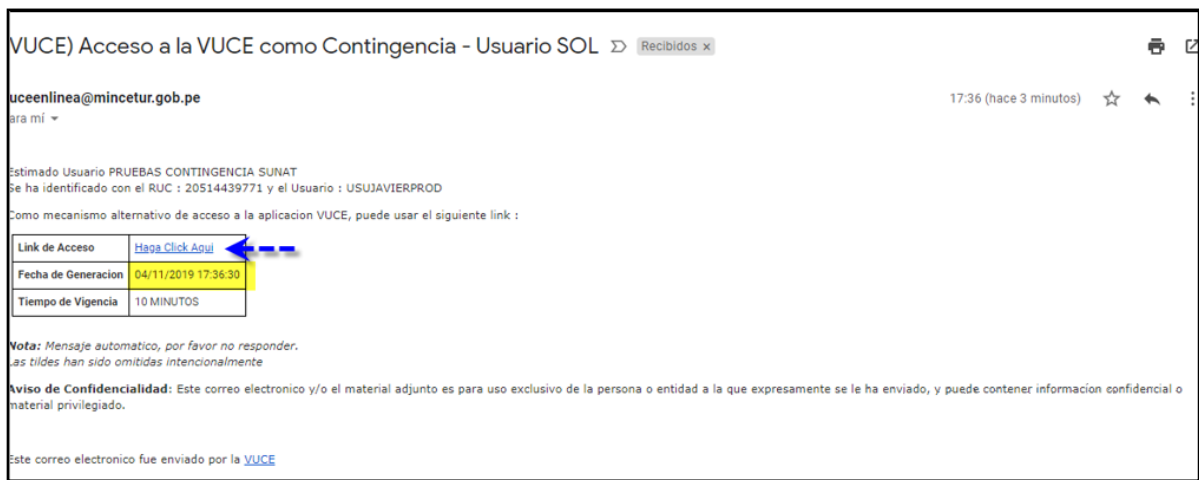 VUCE) Acceso a la VUCE como Contingencia - Usuario SOL Recibidos x
uceenlinea@mincetur.gob.pe 17:36 (hace 3 minutos)
ara mí
Estimado Usuario PRUEBAS CONTINGENCIA SUNAT
Se ha identificado con el RUC : 20514439771 y el Usuario : USUJAVIERPROD
Como mecanismo alternativo de acceso a la aplicacion VUCE, puede usar el siguiente link :
Link de Acceso Haga Click Aqui
Fecha de Generacion 04/11/2019 17:36:30
Tiempo de Vigencia 10 MINUTOS
Nota: Mensaje automatico, por favor no responder.
Las tildes han sido omitidas intencionalmente
Aviso de Confidencialidad: Este correo electronico y/o el material adjunto es para uso exclusivo de la persona o entidad a la que expresamente se le ha enviado, y puede contener informacion confidencial o
material privilegiado.
Este correo electronico fue enviado por la VUCE